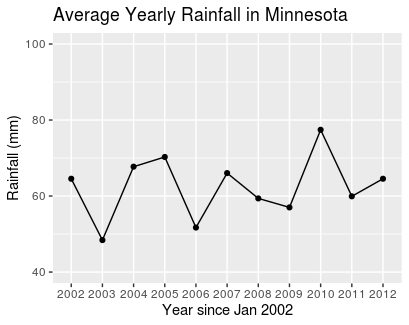 Average Yearly Rainfall in Minnesota
100
80
60
40
Rainfall (mm)
2002 2003 2004 2005 2006 2007 2008 2009 2010 2011 2012
Year since Jan 2002